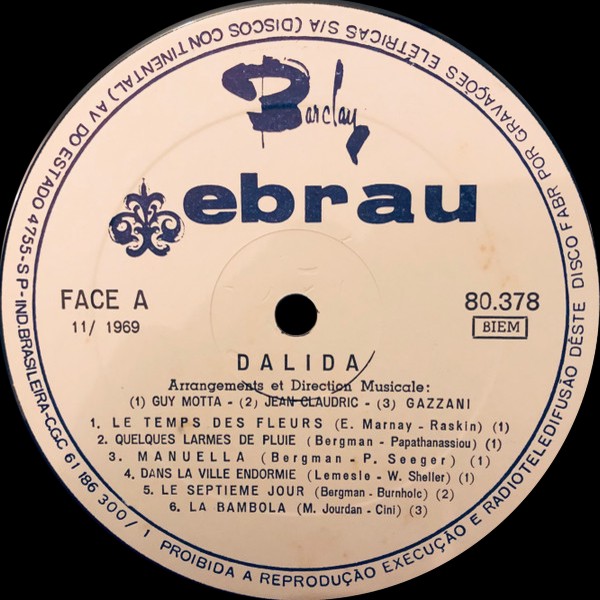 Barclay
ebrau
FACE A
11/ 1969
80.378
BIEM
DALIDA
Arrangements et Direction Musicale:
(1) GUY MOTTA - (2) JEAN CLAUDRIC - (3) GAZZANI
1. LE TEMPS DES FLEURS (E. Marnay - Raskin) (1)
2. QUELQUES LARMES DE PLUIE (Bergman - Papathanassiou) (1)
3. MANUELLA (Bergman - P. Seeger) (1)
4. DANS LA VILLE ENDORMIE (Lemesle - W. Sheller) (1)
5. LE SEPTIEME JOUR (Bergman - Burnholc) (2)
6. LA BAMBOLA (M. Jourdan - Cini) (3)
DISCO FABR POR GRAVAÇÕES ELÉTRICAS S/A (DISCOS CONTINENTAL) AV DO ESTADO 4755-SP-IND.BRASILEIRA-CGC 61 186 300/1 PROIBIDA A REPRODUÇÃO EXECUÇÃO E RADIOTELEDIFUSÃO DÊSTE